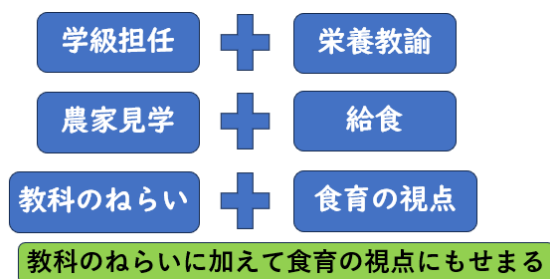 学級担任 栄養教諭
農家見学 給食
教科のねらい 食育の視点
教科のねらいに加えて食育の視点にもせまる